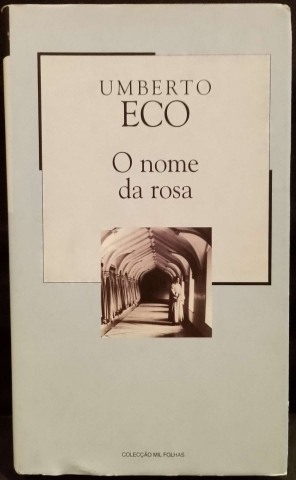 UMBERTO
ECO
O nome
da rosa
COLECÇÃO MIL FOLHAS